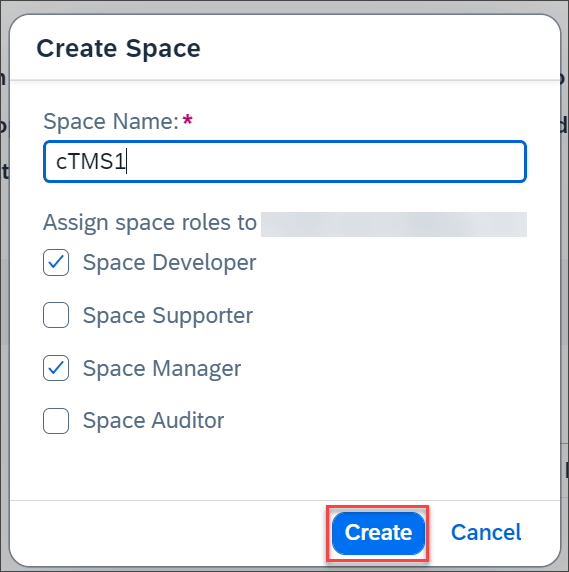 Create Space
Space Name:*
cTMS1
Assign space roles to
Space Developer
Space Supporter
Space Manager
Space Auditor
Create Cancel